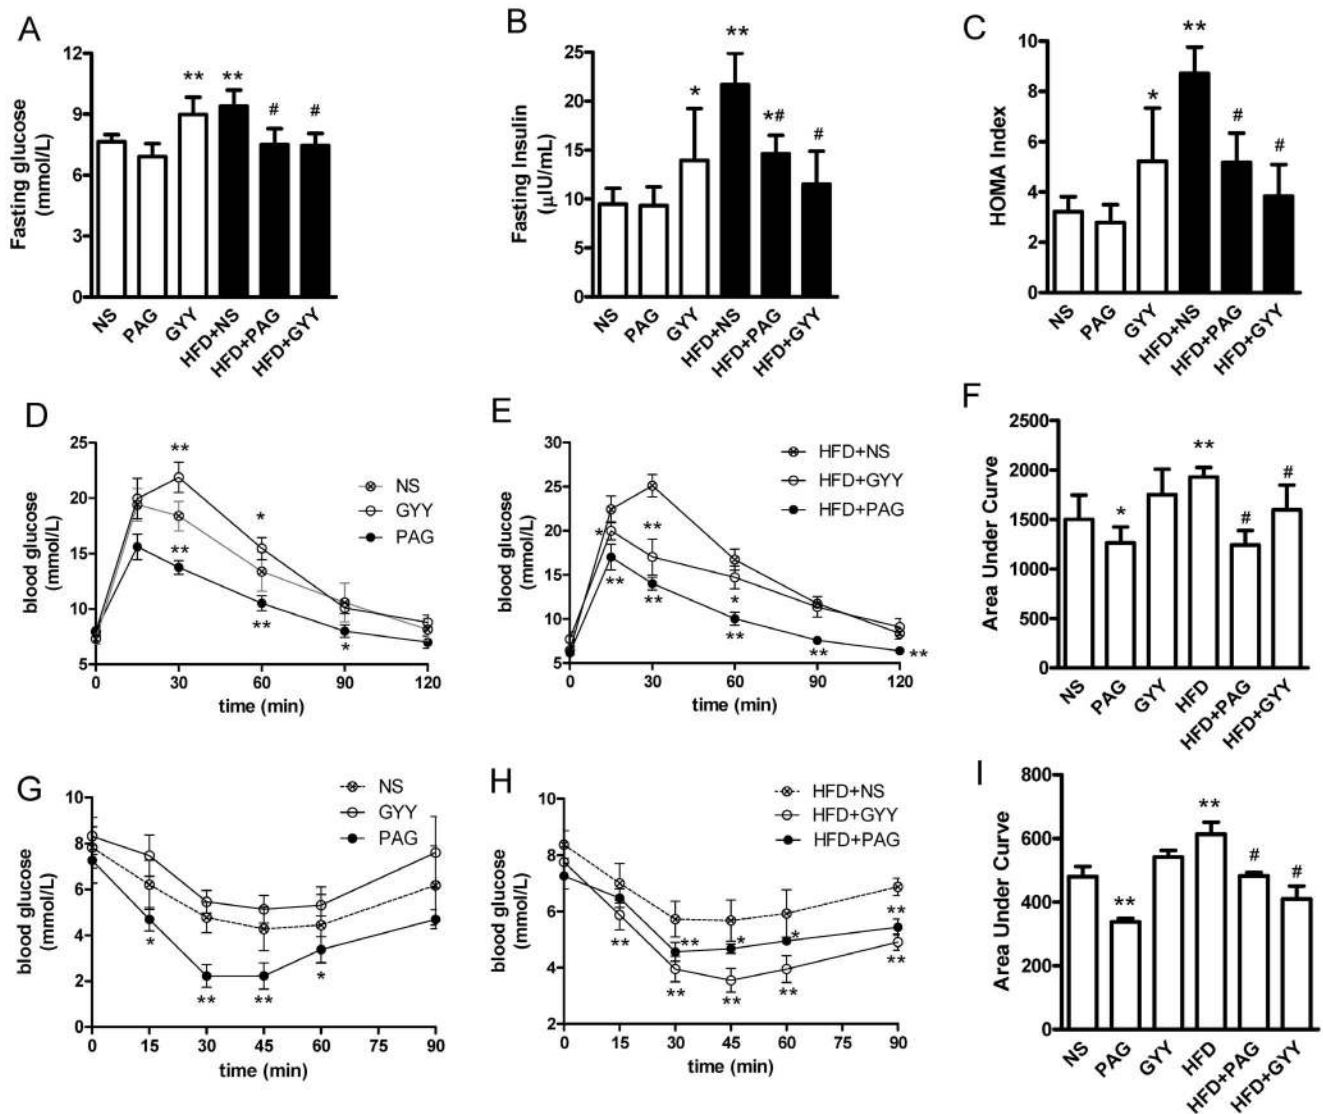 A
12
9
6
3
0
Fasting glucose
(mmol/L)
**
**
#
#
NS
PAG
GYY
HFD+NS
HFD+PAG
HFD+GYY
B
25
20
15
10
5
0
Fasting Insulin
(μIU/mL)
*
**
*#
#
NS
PAG
GYY
HFD+NS
HFD+PAG
HFD+GYY
C
10
8
6
4
2
0
HOMA Index
*
**
#
#
NS
PAG
GYY
HFD+NS
HFD+PAG
HFD+GYY
D
25
20
15
10
5
blood glucose
(mmol/L)
**
*
**
**
*
NS
GYY
PAG
0
30
60
90
120
time (min)
E
30
25
20
15
10
5
blood glucose
(mmol/L)
HFD+NS
HFD+GYY
HFD+PAG
*
**
**
**
*
**
**
**
0
30
60
90
120
time (min)
F
2500
2000
1500
1000
500
0
Area Under Curve
*
**
#
#
NS
PAG
GYY
HFD
HFD+PAG
HFD+GYY
G
10
8
6
4
2
0
blood glucose
(mmol/L)
NS
GYY
PAG
*
**
**
*
0
15
30
45
60
75
90
time (min)
H
10
8
6
4
2
blood glucose
(mmol/L)
HFD+NS
HFD+GYY
HFD+PAG
**
**
*
*
**
**
**
**
**
0
15
30
45
60
75
90
time (min)
I
800
600
400
200
0
Area Under Curve
**
**
#
#
NS
PAG
GYY
HFD
HFD+PAG
HFD+GYY